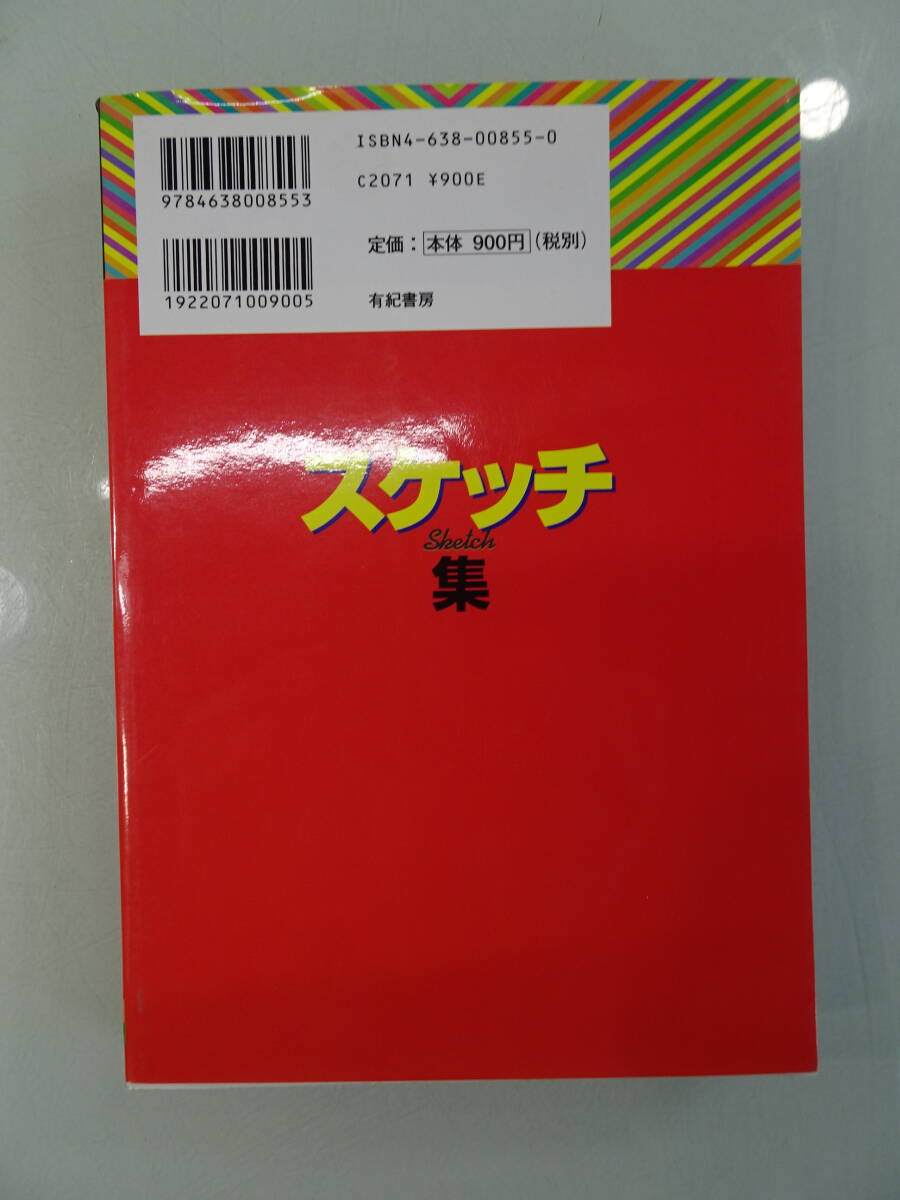 ISBN4-638-00855-0
C2071 ¥900E
9784638008553
定価：本体 900円（税別）
1922071009005
有紀書房
スケッチ
Sketch
集